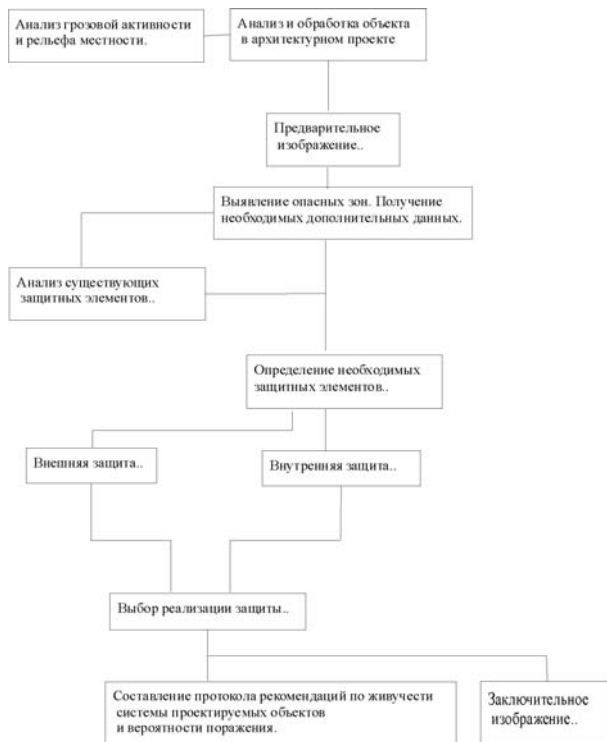 Анализ грозовой активности
и рельефа местности.
Анализ и обработка объекта
в архитектурном проекте
Предварительное
изображение..
Выявление опасных зон. Получение
необходимых дополнительных данных.
Анализ существующих
защитных элементов..
Определение необходимых
защитных элементов..
Внешняя защита..
Внутренняя защита..
Выбор реализации защиты..
Составление протокола рекомендаций по живучести
системы проектируемых объектов
и вероятности поражения.
Заключительное
изображение..